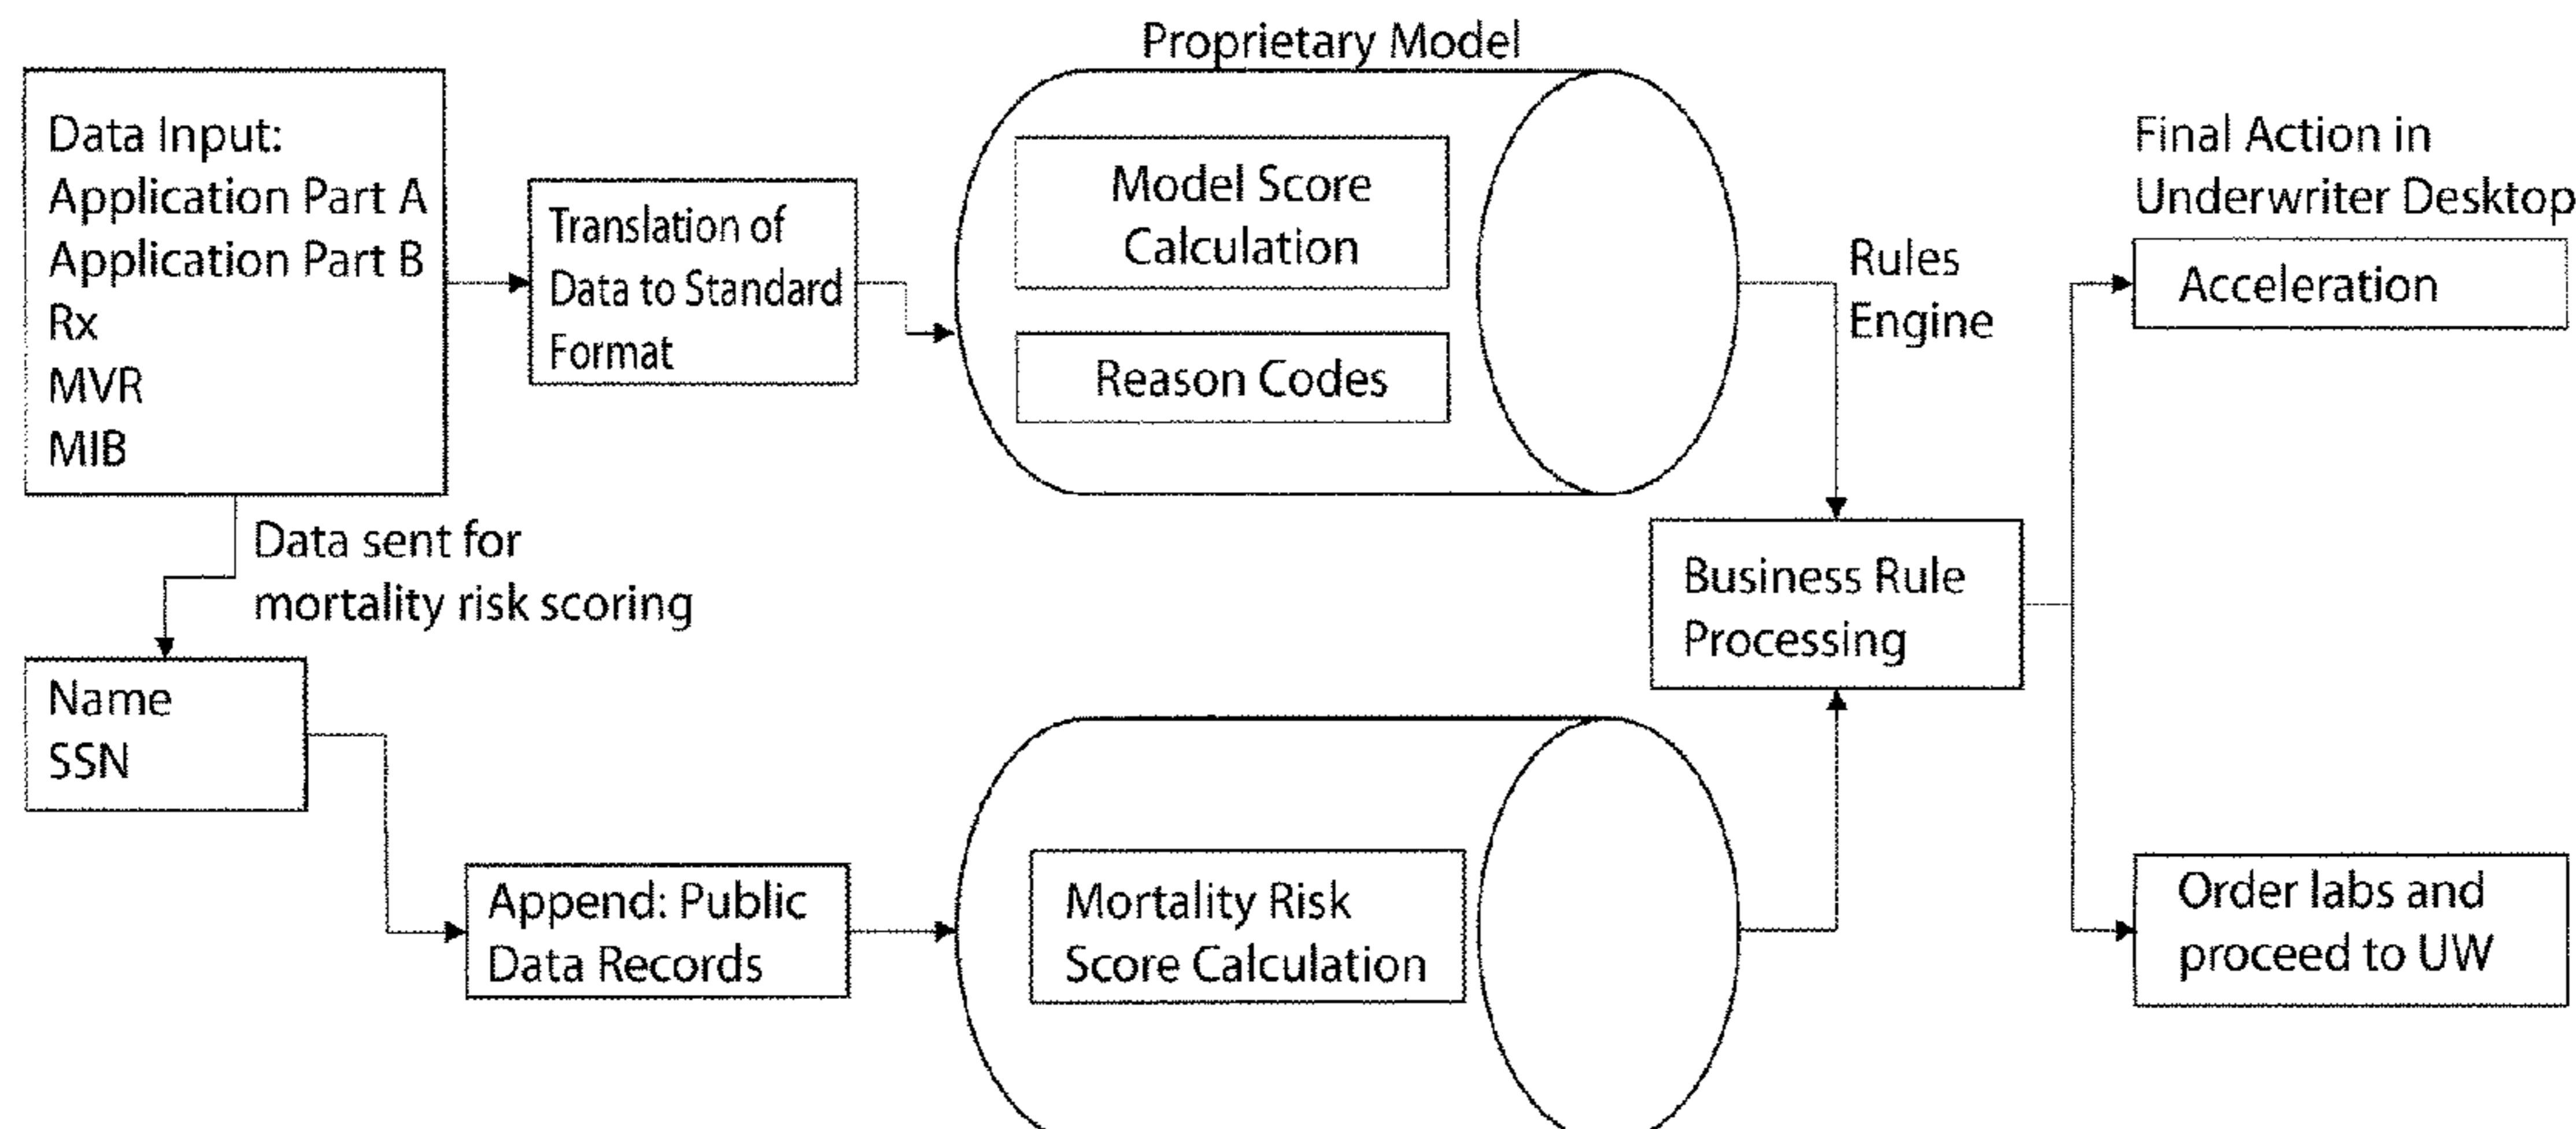 Proprietary Model
Data Input:
Application Part A
Application Part B
Rx
MVR
MIB
Translation of
Data to Standard
Format
Model Score
Calculation
Reason Codes
Rules
Engine
Final Action in
Underwriter Desktop
Acceleration
Data sent for
mortality risk scoring
Name
SSN
Append: Public
Data Records
Mortality Risk
Score Calculation
Business Rule
Processing
Order labs and
proceed to UW